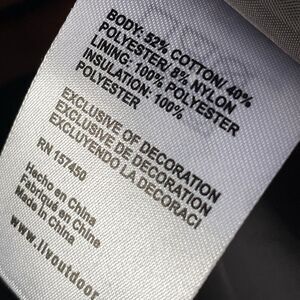 BODY: 52% COTTON/ 40%
POLYESTER/ 8% NYLON
LINING: 100% POLYESTER
INSULATION: 100%
POLYESTER
EXCLUSIVE OF DECORATION
EXCLUSIVE DE DECORATION
EXCLUYENDO LA DECORACI
RN 157450
Hecho en China
Fabriqué en Chine
Made in China
www.livoutdoor.